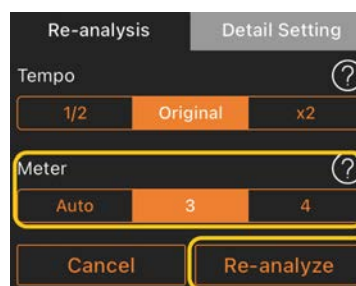 Re-analysis Detail Setting
Tempo ?
1/2 Original x2
Meter ?
Auto 3 4
Cancel Re-analyze